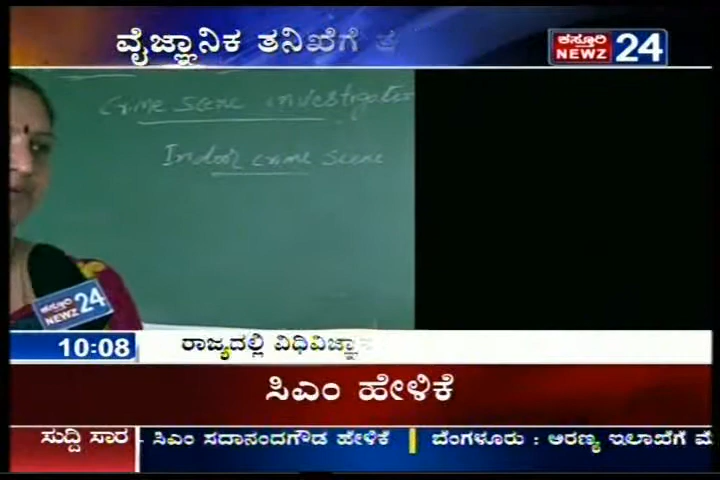 ವೈಜ್ಞಾನಿಕ ತನಿಖೆಗೆ
ಕಸ್ತೂರಿ
NEWZ 24
Crime scene investigation
Indoor crime scene
ಕಸ್ತೂರಿ
NEWZ 24
10:08 ರಾಜ್ಯದಲ್ಲಿ ವಿಧಿವಿಜ್ಞಾನ
ಸಿಎಂ ಹೇಳಿಕೆ
ಸುದ್ದಿ ಸಾರ - ಸಿಎಂ ಸದಾನಂದಗೌಡ ಹೇಳಿಕೆ ಬೆಂಗಳೂರು : ಅರಣ್ಯ ಇಲಾಖೆಗೆ